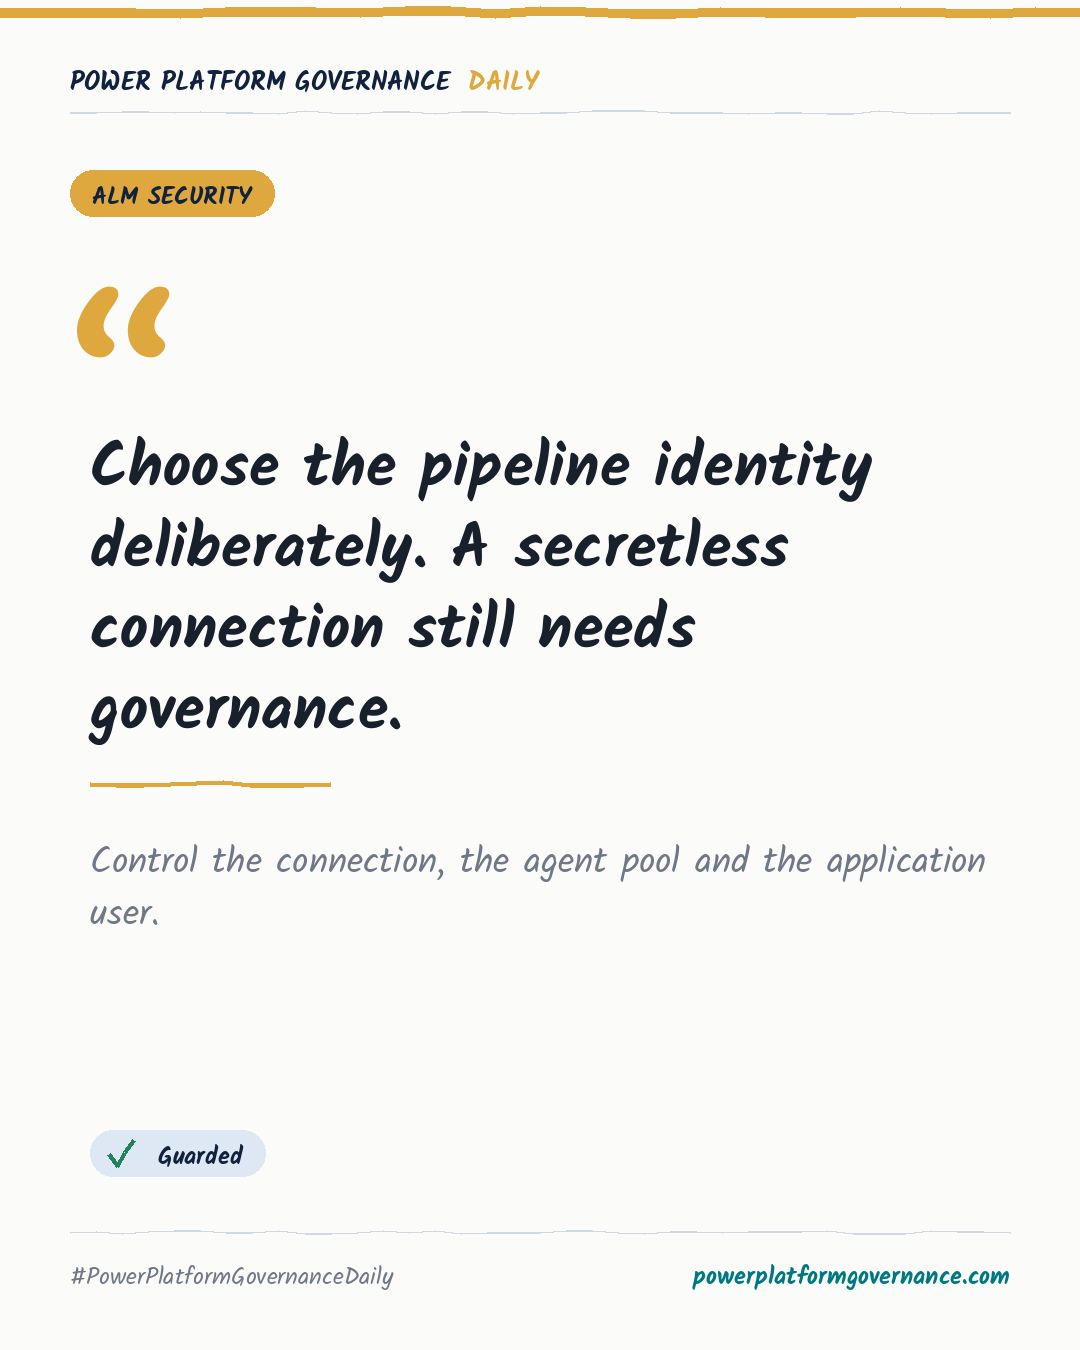 POWER PLATFORM GOVERNANCE DAILY
ALM SECURITY
“
Choose the pipeline identity
deliberately. A secretless
connection still needs
governance.
Control the connection, the agent pool and the application
user.
✓ Guarded
#PowerPlatformGovernanceDaily
powerplatformgovernance.com